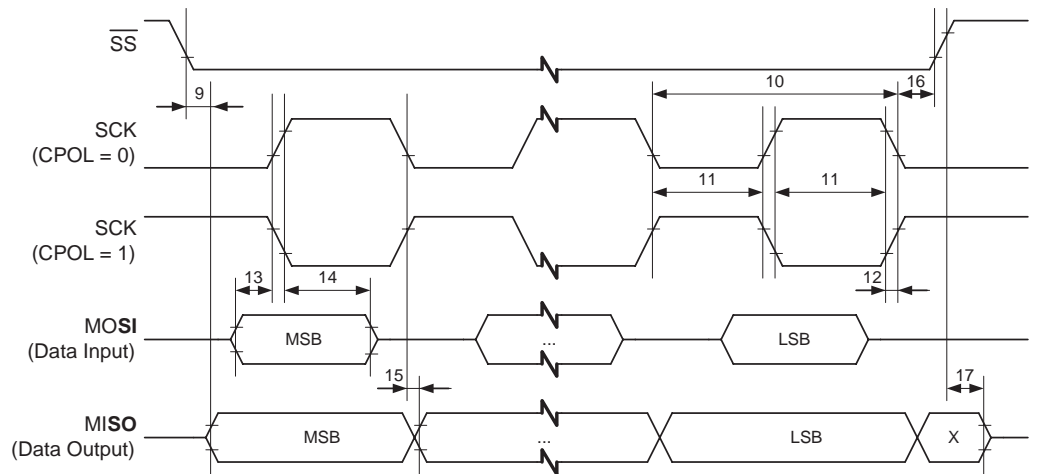 SS
9
10
16
SCK
(CPOL = 0)
11
11
SCK
(CPOL = 1)
13
14
12
MOSI
(Data Input)
MSB
...
LSB
15
17
MISO
(Data Output)
MSB
...
LSB
X